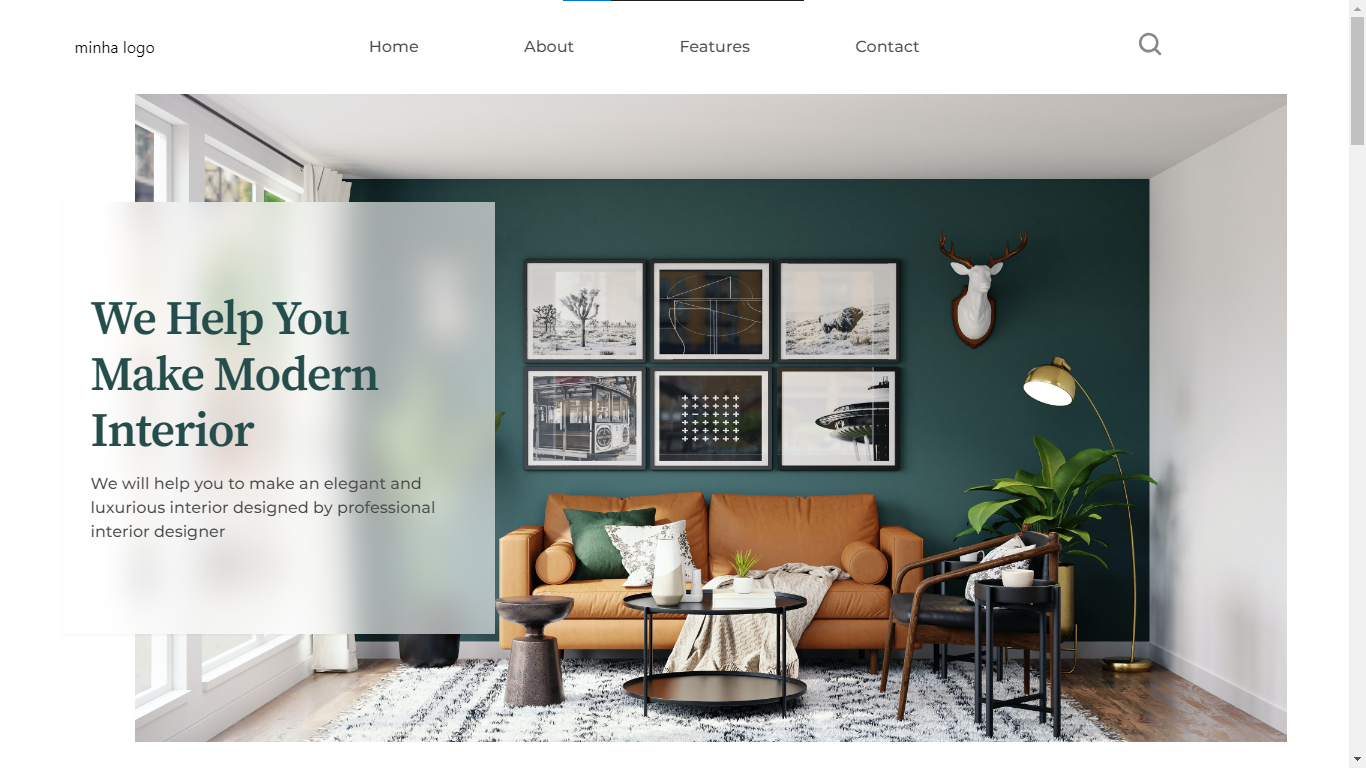 minha logo
Home
About
Features
Contact
We Help You
Make Modern
Interior
We will help you to make an elegant and
luxurious interior designed by professional
interior designer